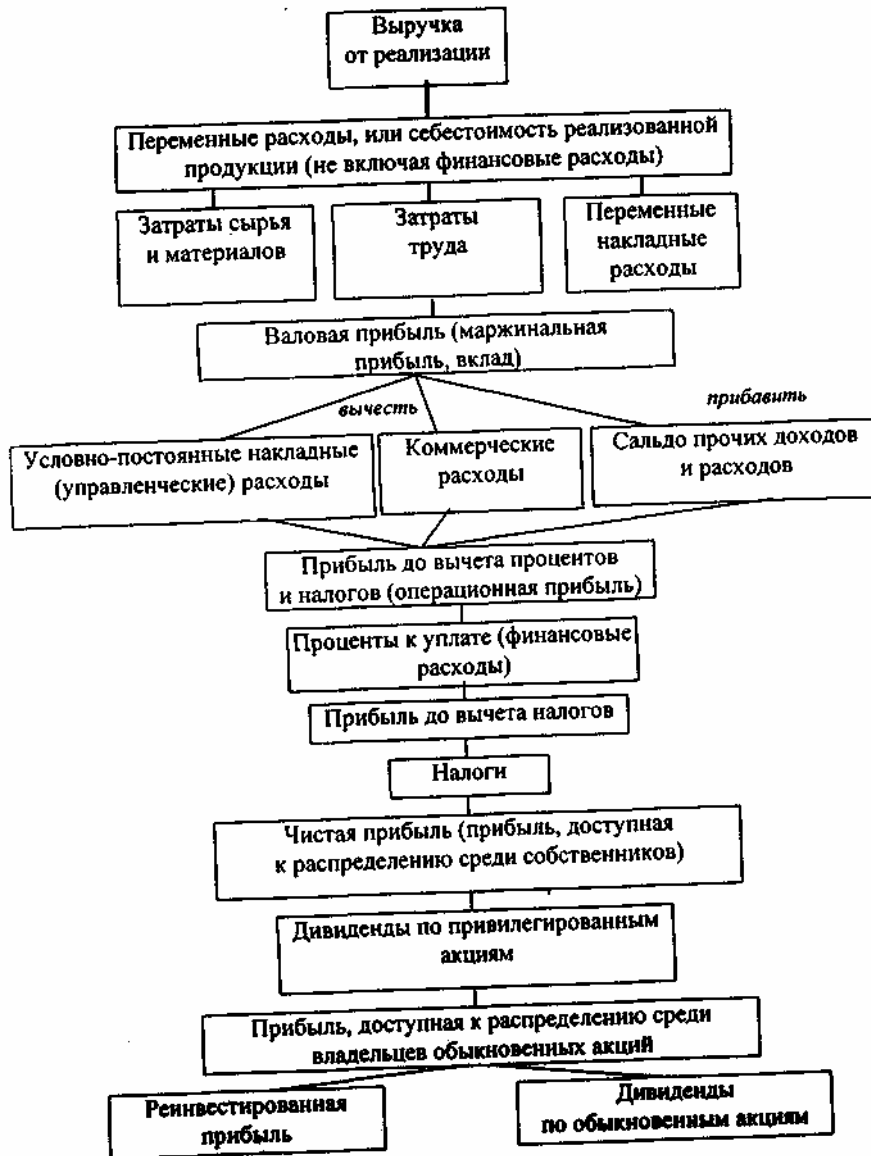 Выручка
от реализации
Переменные расходы, или себестоимость реализованной
продукции (не включая финансовые расходы)
Затраты сырья
и материалов
Затраты
труда
Переменные
накладные
расходы
Валовая прибыль (маржинальная
прибыль, вклад)
вычесть
прибавить
Условно-постоянные накладные
(управленческие) расходы
Коммерческие
расходы
Сальдо прочих доходов
и расходов
Прибыль до вычета процентов
и налогов (операционная прибыль)
Проценты к уплате (финансовые
расходы)
Прибыль до вычета налогов
Налоги
Чистая прибыль (прибыль, доступная
к распределению среди собственников)
Дивиденды по привилегированным
акциям
Прибыль, доступная к распределению среди
владельцев обыкновенных акций
Реинвестированная
прибыль
Дивиденды
по обыкновенным акциям